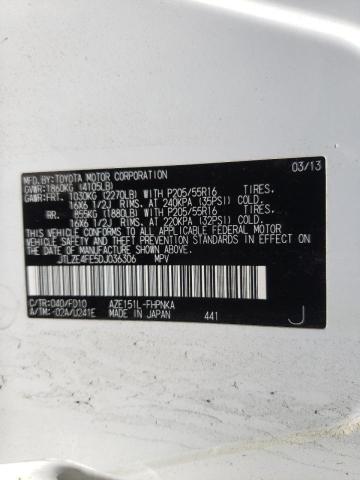 MFD.BY:TOYOTA MOTOR CORPORATION 03/13
GVWR:1860KG (4105LB)
GAWR:FRT. 1030KG (2270LB) WITH P205/55R16 TIRES,
16X6 1/2J RIMS, AT 240KPA (35PSI) COLD.
RR. 855KG (1880LB) WITH P205/55R16 TIRES,
16X6 1/2J RIMS, AT 220KPA (32PSI) COLD.
THIS VEHICLE CONFORMS TO ALL APPLICABLE FEDERAL
MOTOR VEHICLE SAFETY STANDARDS IN EFFECT ON THE DATE OF
MANUFACTURE SHOWN ABOVE.
JTLZE4FE5DJ036306 MPV
C/TR:040/FD10 AZE151L-FHPNKA
A/TM:-02A/U241E MADE IN JAPAN 441 J